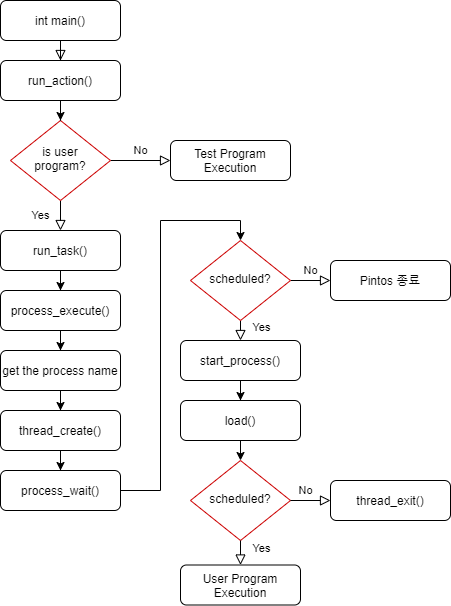 int main()
run_action()
is user
program?
No
Test Program
Execution
Yes
run_task()
process_execute()
get the process name
thread_create()
process_wait()
scheduled?
No
Pintos 종료
Yes
start_process()
load()
scheduled?
No
thread_exit()
Yes
User Program
Execution